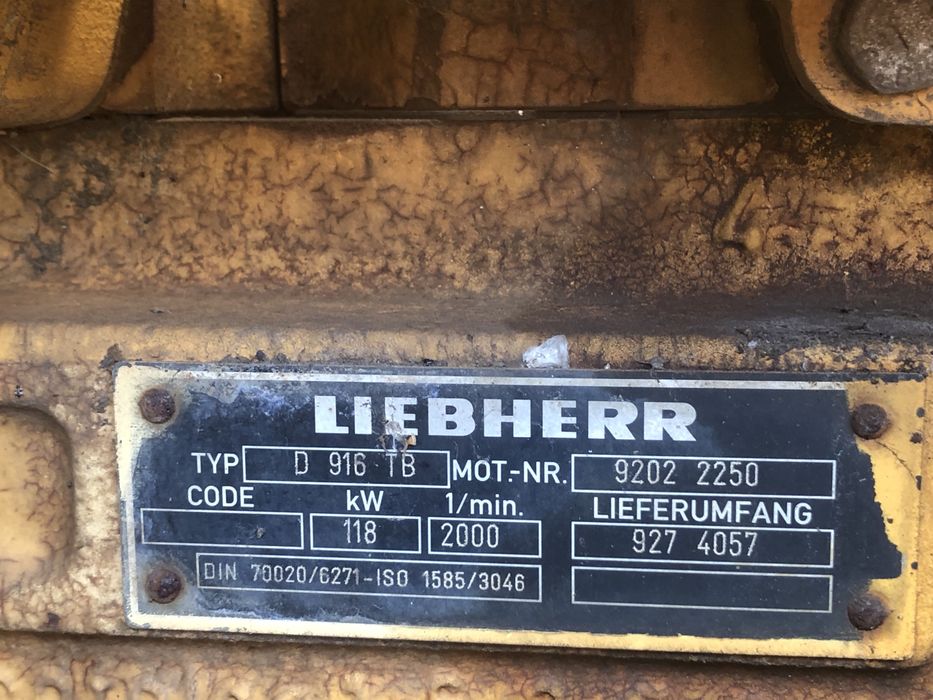 LIEBHERR
TYP D 916 TB MOT.-NR. 9202 2250
CODE kW 1/min. LIEFERUMFANG
118 2000 927 4057
DIN 70020/6271-ISO 1585/3046